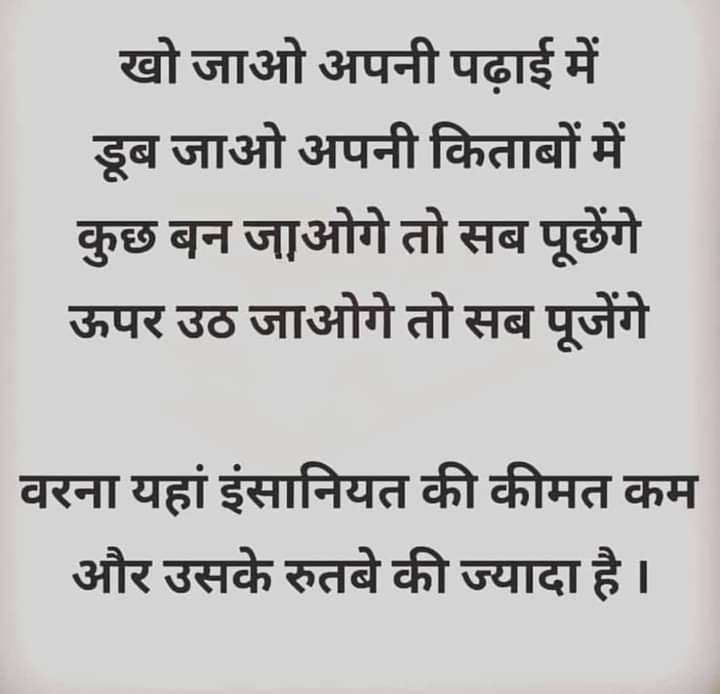 खो जाओ अपनी पढ़ाई में
डूब जाओ अपनी किताबों में
कुछ बन जाओगे तो सब पूछेंगे
ऊपर उठ जाओगे तो सब पूजेंगे
वरना यहां इंसानियत की कीमत कम
और उसके रुतबे की ज्यादा है ।